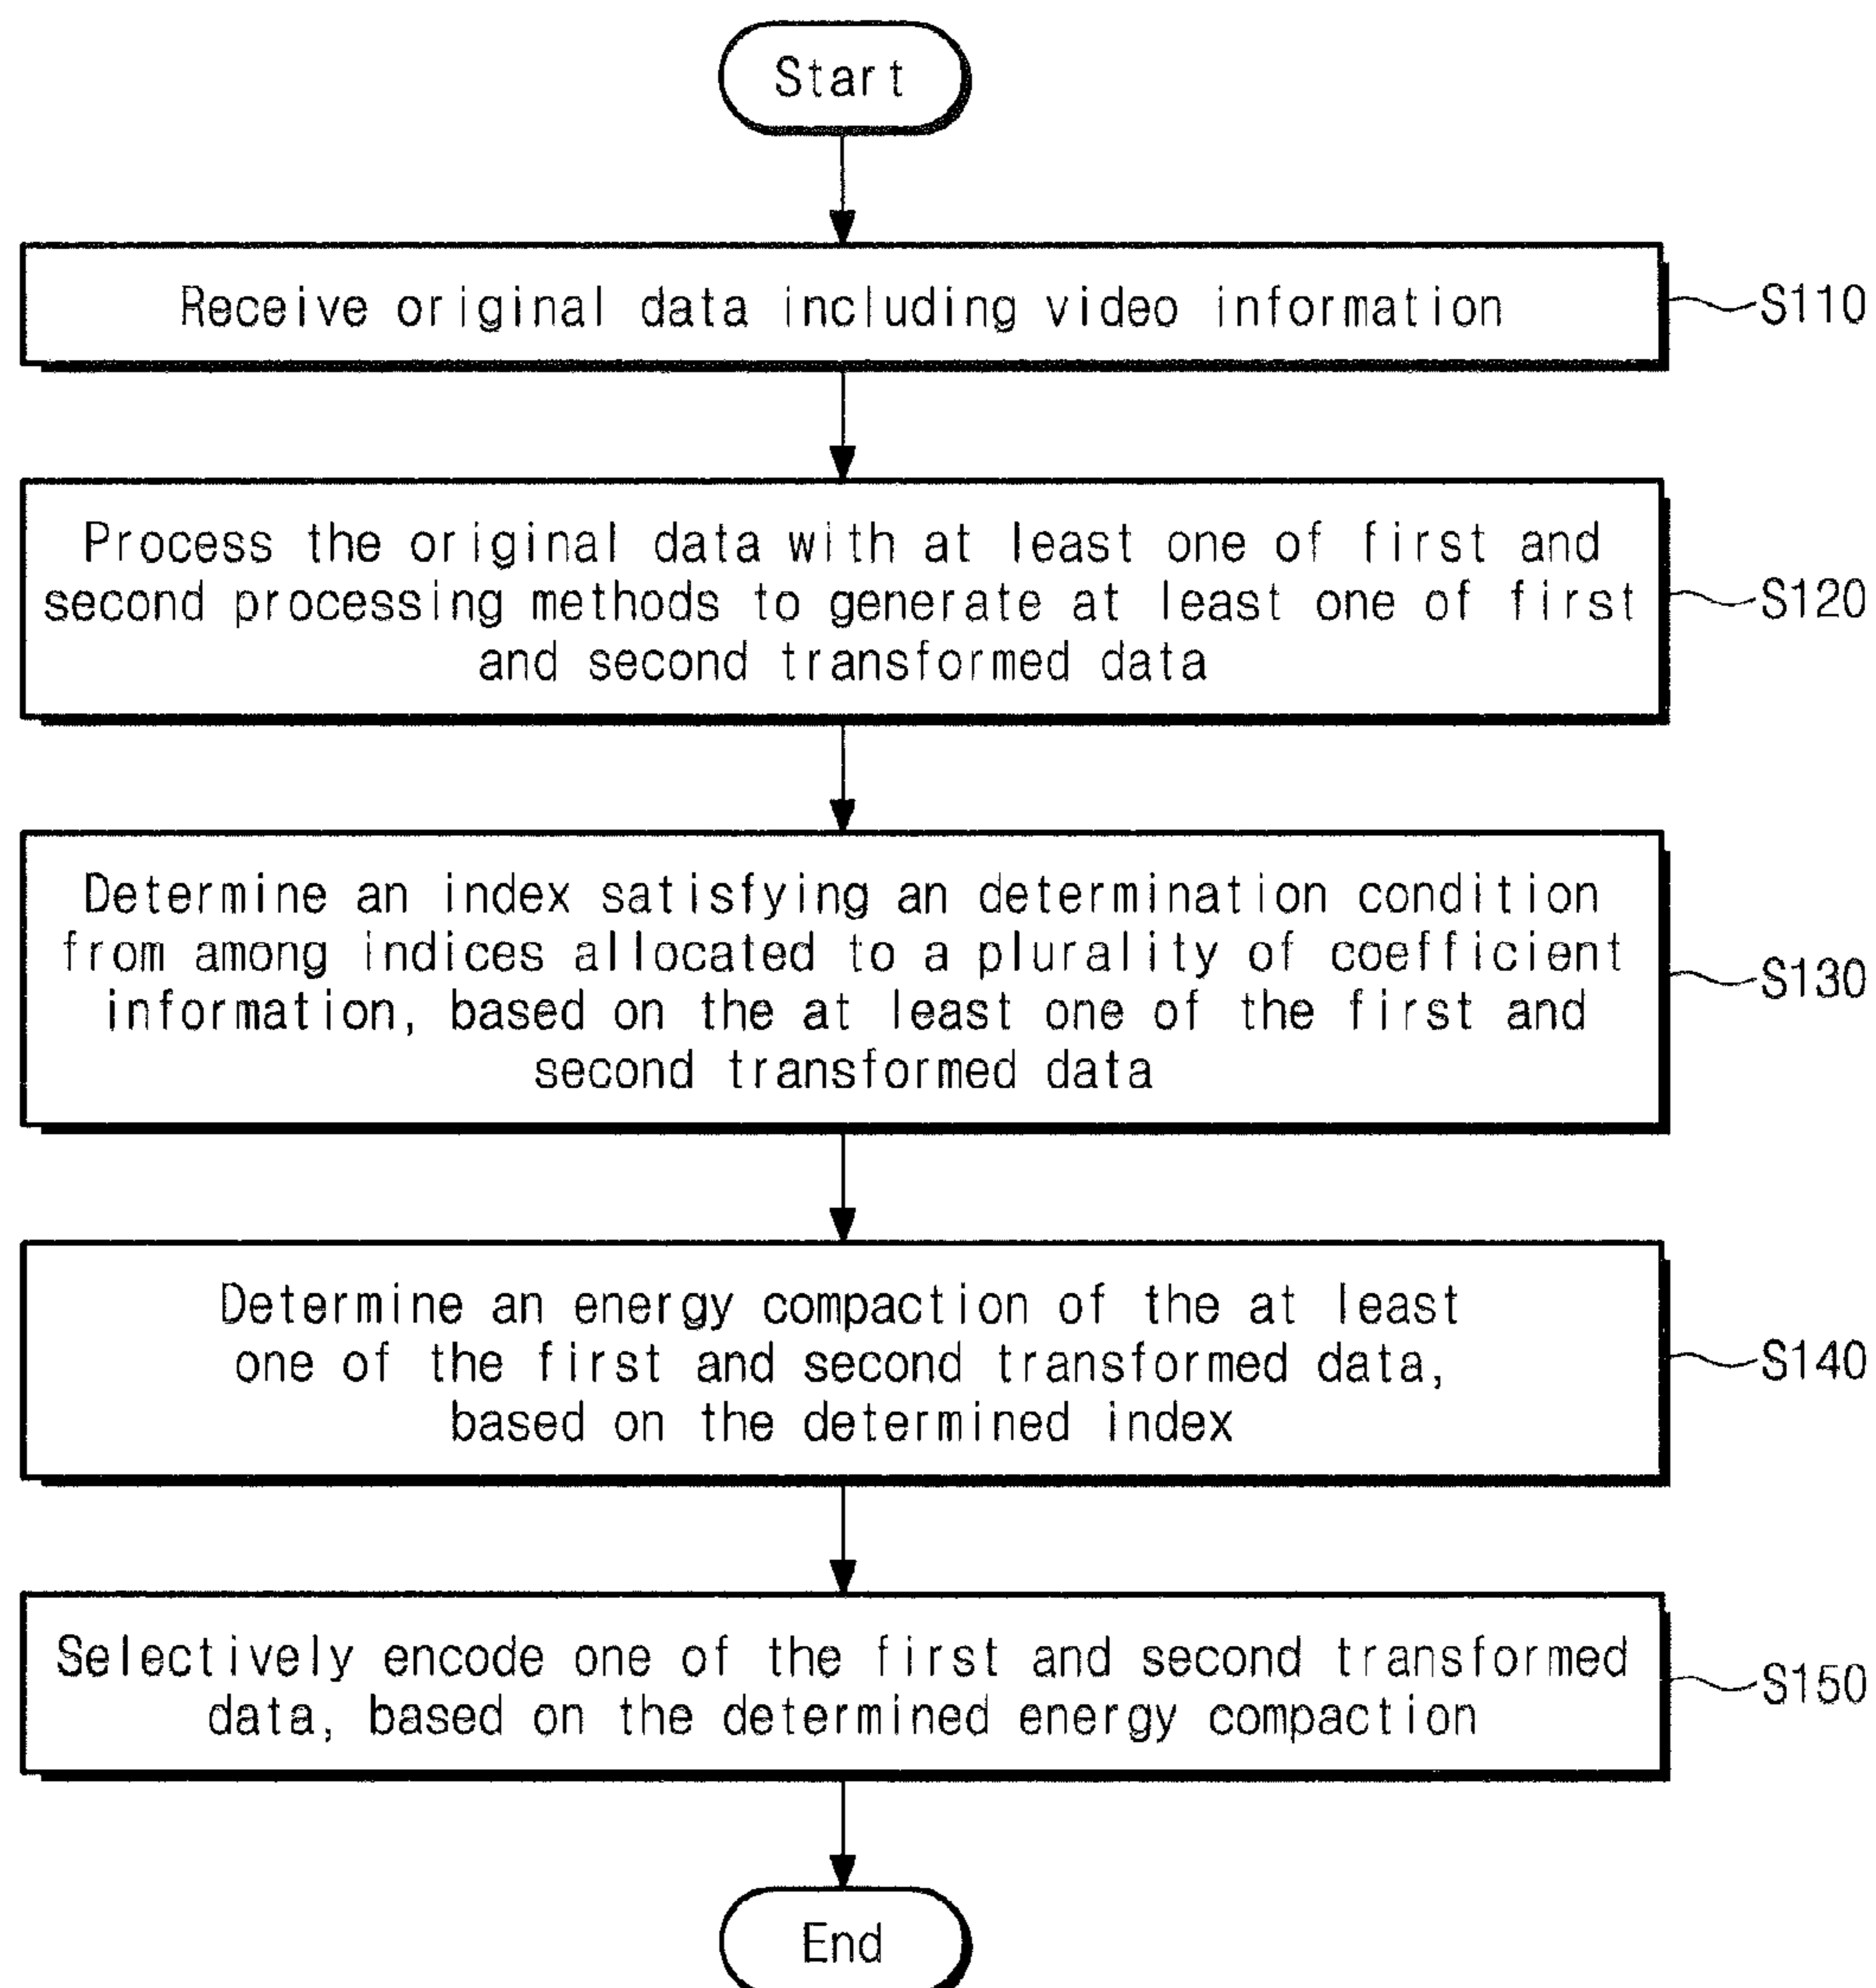 Start
Receive original data including video information
S110
Process the original data with at least one of first and
second processing methods to generate at least one of first
and second transformed data
S120
Determine an index satisfying an determination condition
from among indices allocated to a plurality of coefficient
information, based on the at least one of the first and
second transformed data
S130
Determine an energy compaction of the at least
one of the first and second transformed data,
based on the determined index
S140
Selectively encode one of the first and second transformed
data, based on the determined energy compaction
S150
End